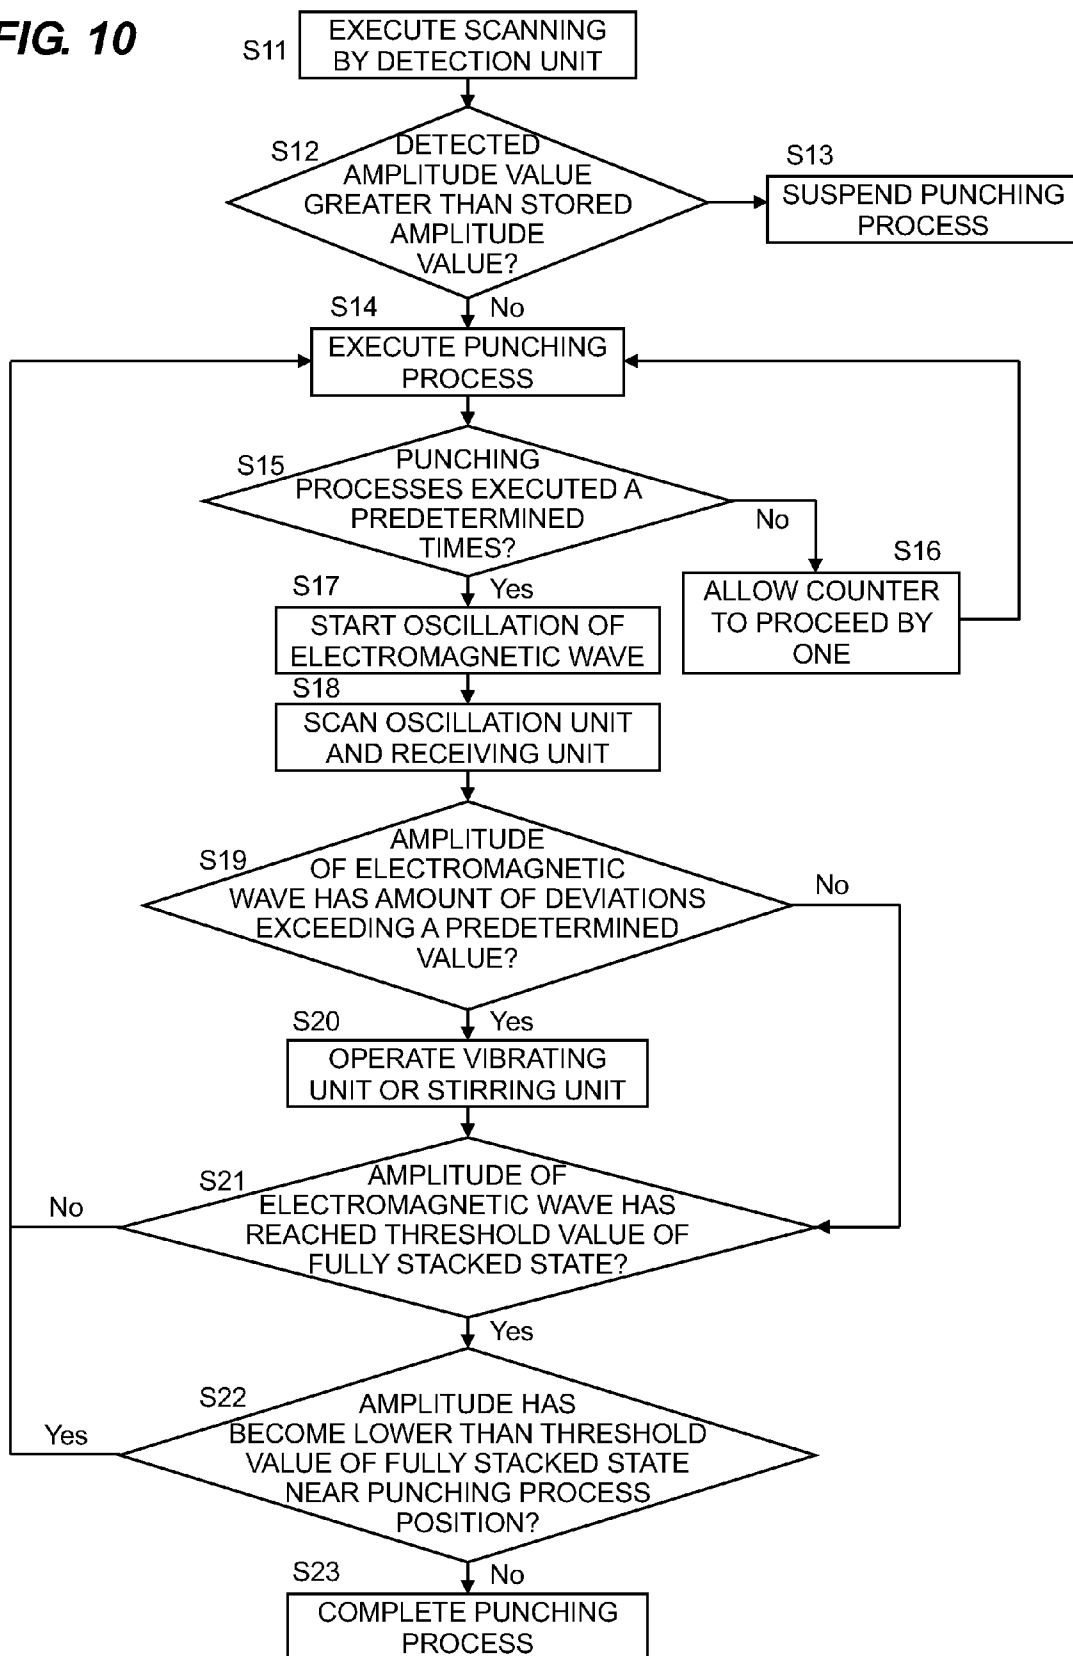 FIG. 10
S11
EXECUTE SCANNING
BY DETECTION UNIT
S12
DETECTED
AMPLITUDE VALUE
GREATER THAN STORED
AMPLITUDE
VALUE?
S13
SUSPEND PUNCHING
PROCESS
No
S14
EXECUTE PUNCHING
PROCESS
S15
PUNCHING
PROCESSES EXECUTED A
PREDETERMINED
TIMES?
No
S16
ALLOW COUNTER
TO PROCEED BY
ONE
Yes
S17
START OSCILLATION OF
ELECTROMAGNETIC WAVE
S18
SCAN OSCILLATION UNIT
AND RECEIVING UNIT
S19
AMPLITUDE
OF ELECTROMAGNETIC
WAVE HAS AMOUNT OF DEVIATIONS
EXCEEDING A PREDETERMINED
VALUE?
No
Yes
S20
OPERATE VIBRATING
UNIT OR STIRRING UNIT
S21
AMPLITUDE OF
ELECTROMAGNETIC WAVE HAS
REACHED THRESHOLD VALUE OF
FULLY STACKED STATE?
No
Yes
S22
AMPLITUDE HAS
BECOME LOWER THAN THRESHOLD
VALUE OF FULLY STACKED STATE
NEAR PUNCHING PROCESS
POSITION?
Yes
No
S23
COMPLETE PUNCHING
PROCESS